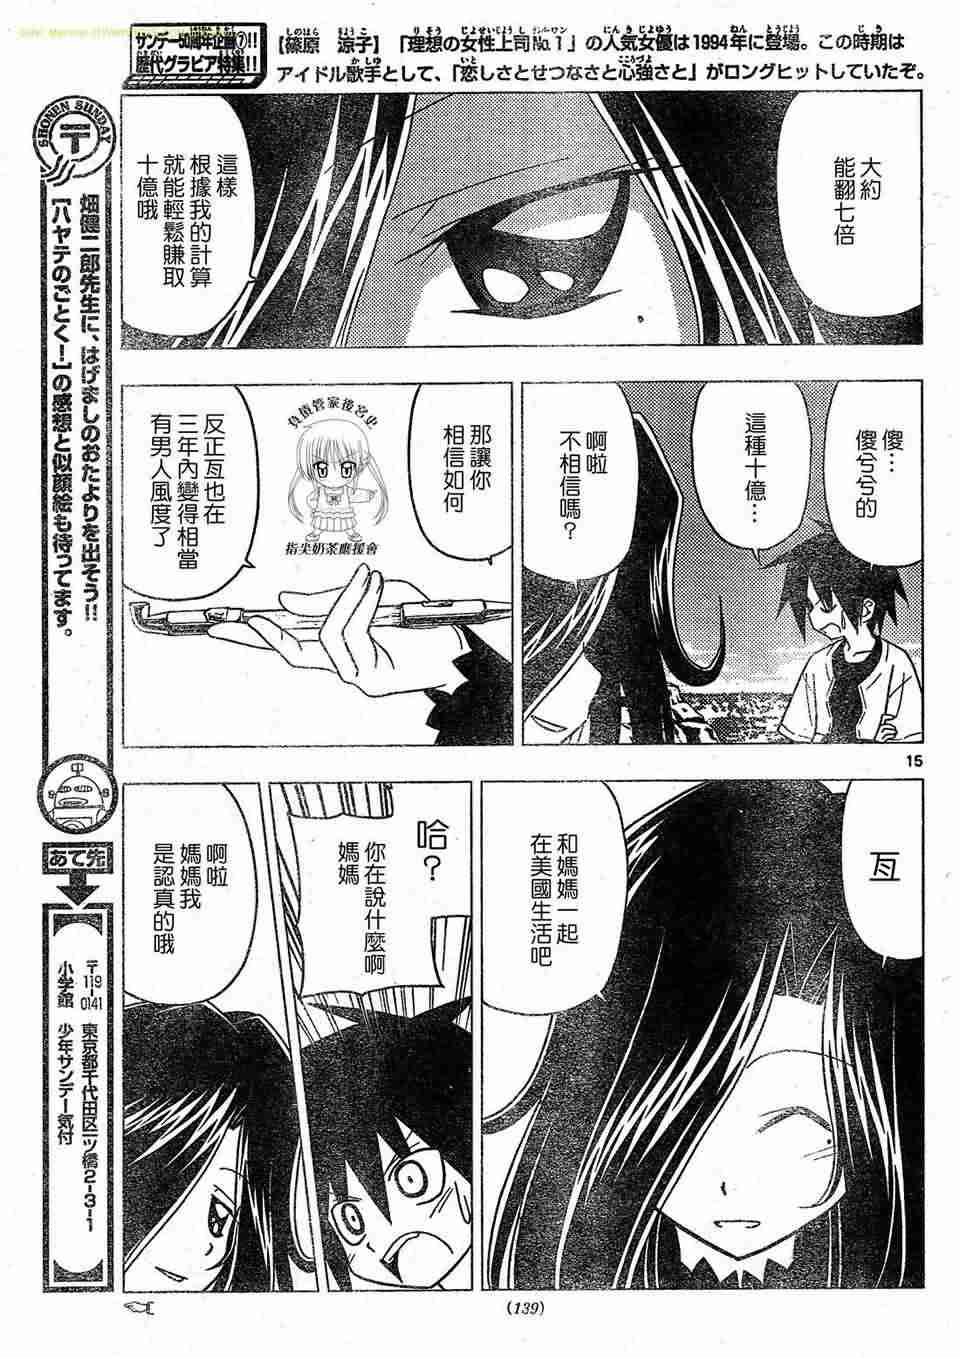 サンデー50周年企画⑦!!
歴代グラビア特集!!
【篠原 涼子】「理想の女性上司No.1」の人気女優は1994年に登場。この時期は
アイドル歌手として、「恋しさとせつなさと心強さと」がロングヒットしていたぞ。
SHONEN SUNDAY
畑健二郎先生に、はげましのおたよりを出そう!!
『ハヤテのごとく!』の感想と似顔絵も待ってます。
あて先
〒119-0141 東京都千代田区一ツ橋2-3-1
小学館 少年サンデー気付
大約
能翻七倍
這樣
根據我的計算
就能輕鬆賺取
十億哦
傻…
傻兮兮的
這種十億…
啊啦
不相信嗎?
那讓你
相信如何
負債管家後宮史
指尖奶茶應援會
反正亙也在
三年內變得相當
有男人風度了
15
亙
和媽媽一起
在美國生活吧
哈?
你在說什麼啊
媽媽
啊啦
媽媽我
是認真的哦
(139)